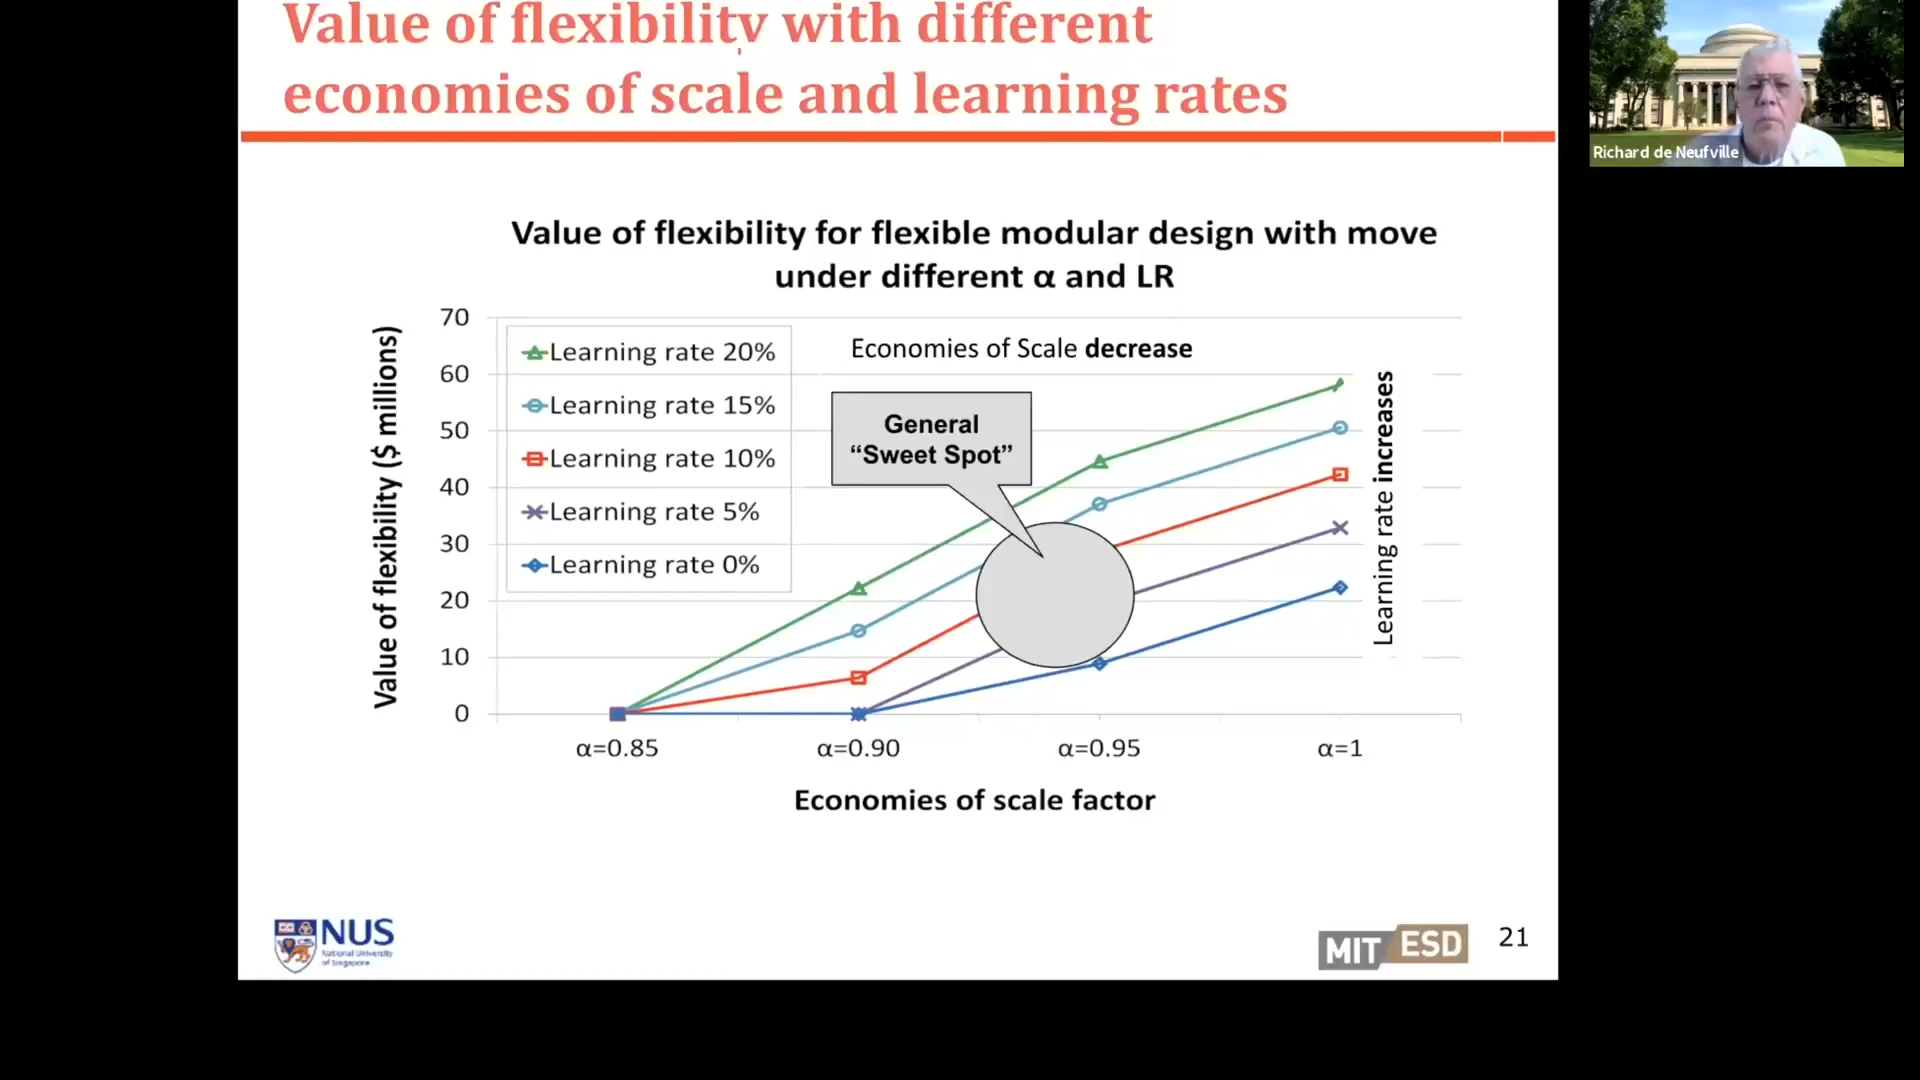 Value of flexibility with different
economies of scale and learning rates
Richard de Neufville
Value of flexibility for flexible modular design with move
under different α and LR
Value of flexibility ($ millions)
70
60
50
40
30
20
10
0
Learning rate 20%
Learning rate 15%
Learning rate 10%
Learning rate 5%
Learning rate 0%
Economies of Scale decrease
General
“Sweet Spot”
Learning rate increases
α=0.85
α=0.90
α=0.95
α=1
Economies of scale factor
NUS
National University
of Singapore
MIT ESD
21